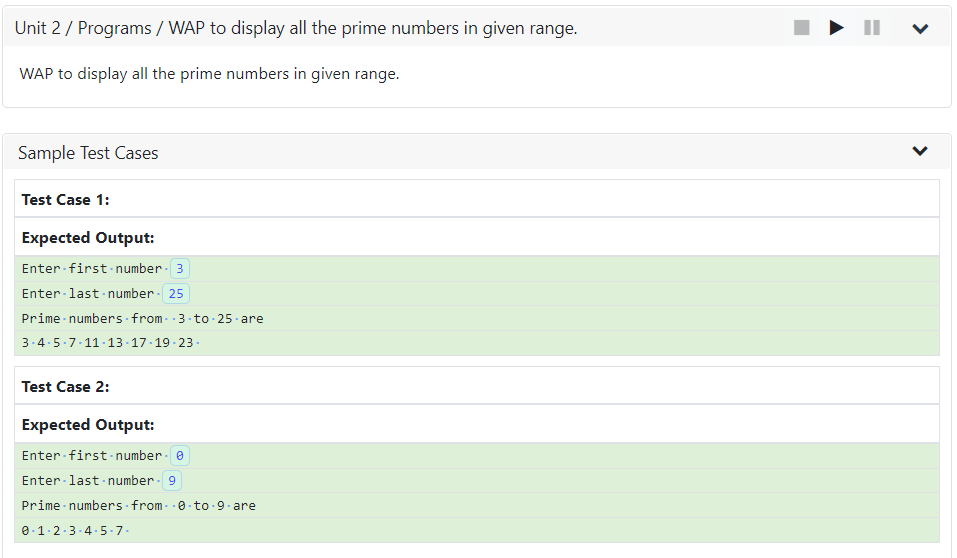 Unit 2 / Programs / WAP to display all the prime numbers in given range.
WAP to display all the prime numbers in given range.
Sample Test Cases
Test Case 1:
Expected Output:
Enter·first·number·3
Enter·last·number·25
Prime·numbers·from··3·to·25·are
3·4·5·7·11·13·17·19·23·
Test Case 2:
Expected Output:
Enter·first·number·0
Enter·last·number·9
Prime·numbers·from··0·to·9·are
0·1·2·3·4·5·7·